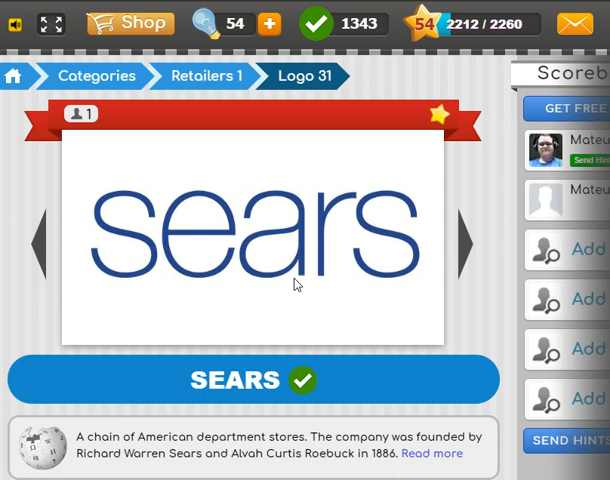 Shop
54
1343
54
2212 / 2260
Categories
Retailers 1
Logo 31
Scoreb
1
GET FREE
sears
Mateu
Send Hin
Mateu
Add
Add
Add
Add
SEARS
SEND HINTS
A chain of American department stores. The company was founded by
Richard Warren Sears and Alvah Curtis Roebuck in 1886. Read more